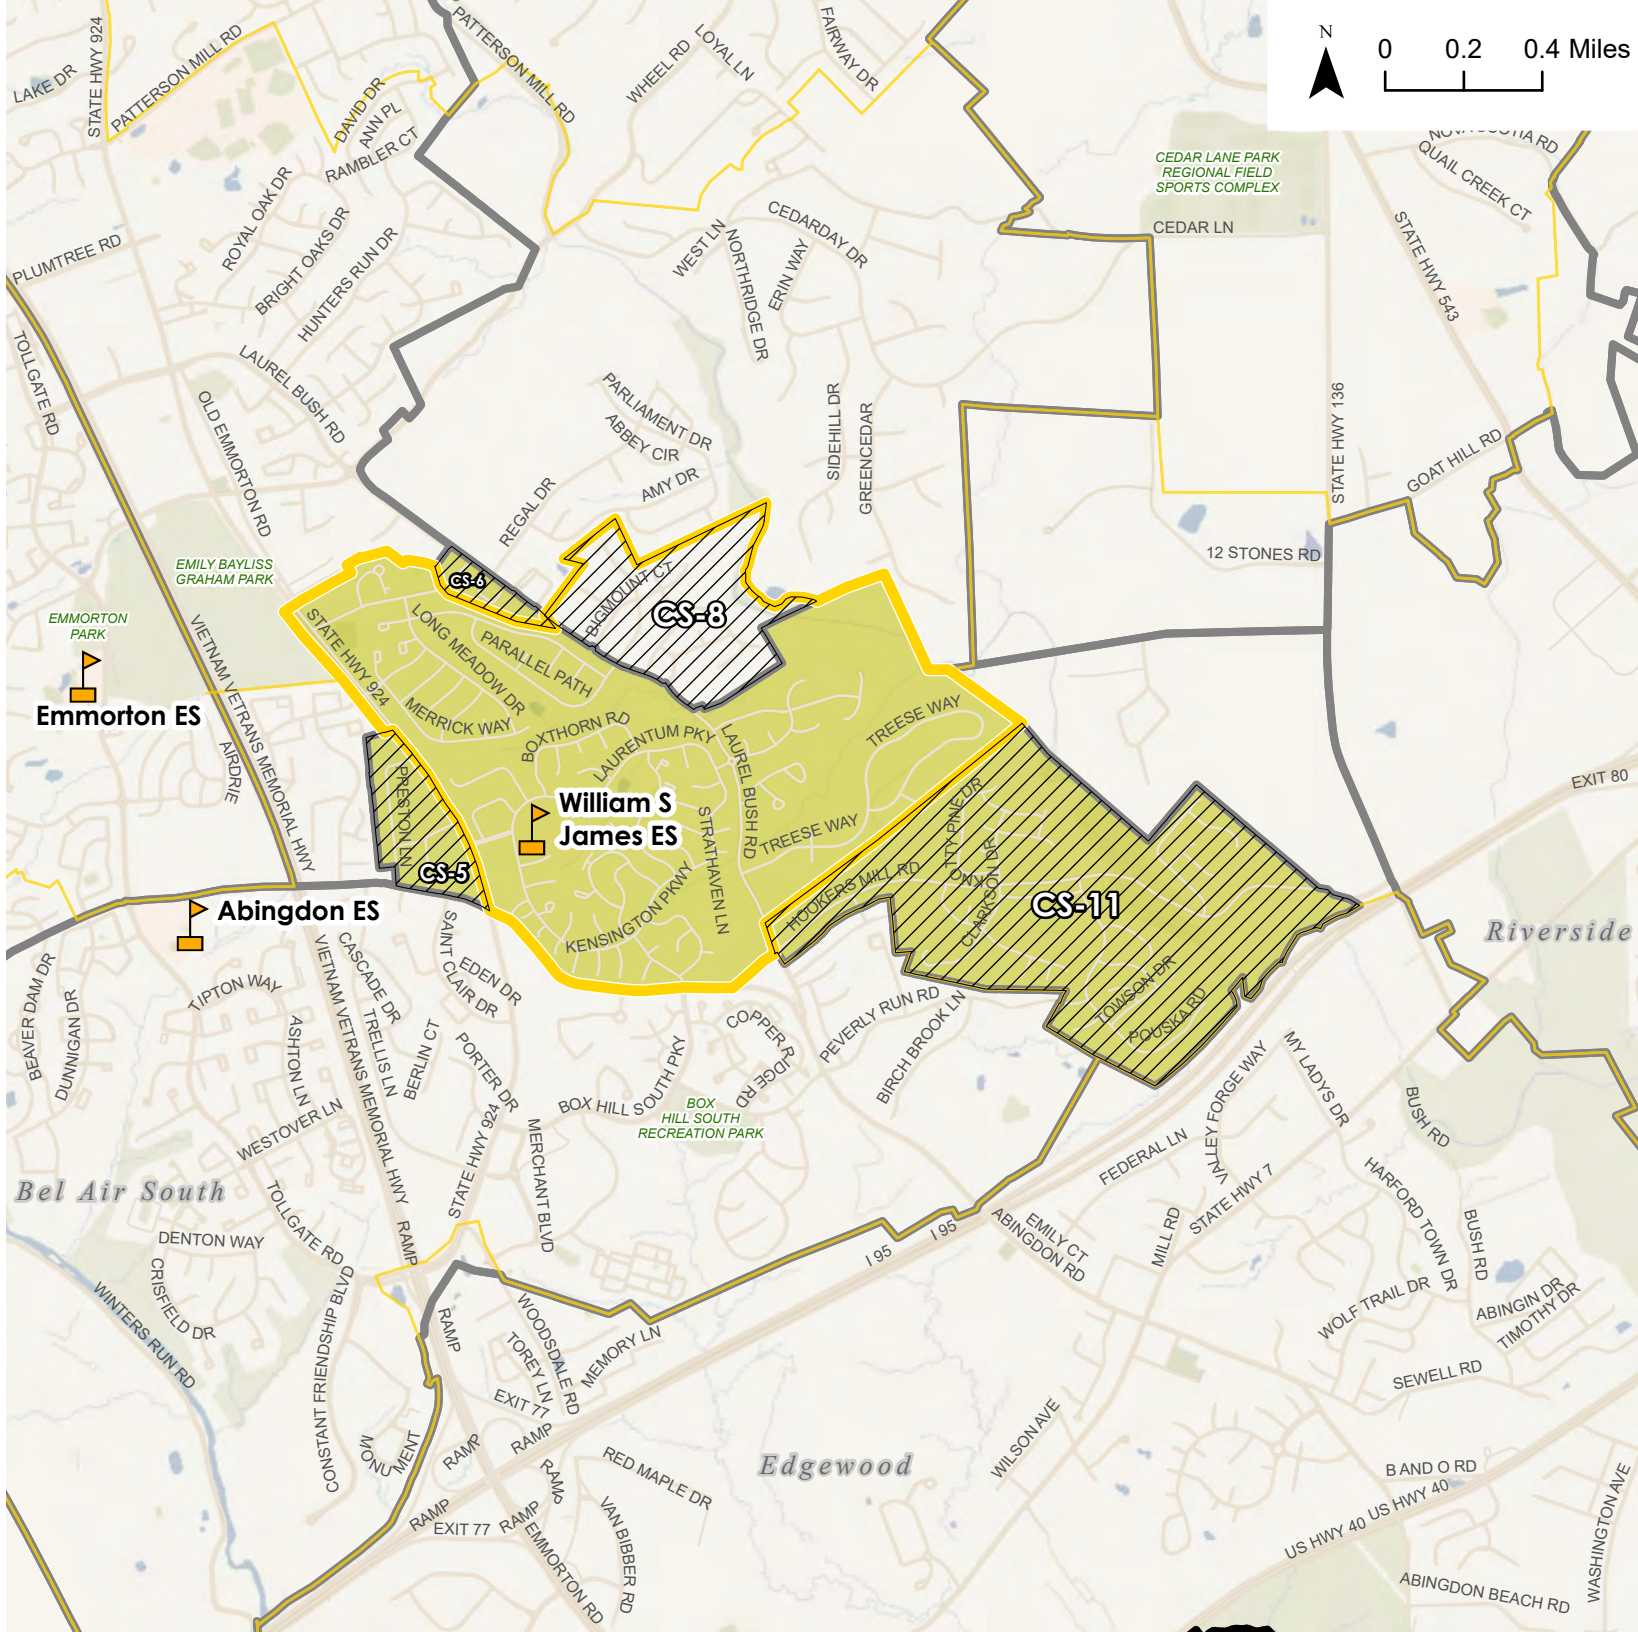 N
0 0.2 0.4 Miles
STATE HWY 924
PATTERSON MILL RD
LAKE DR
PATTERSON MILL RD
WHEEL RD
LOYAL LN
FAIRWAY DR
DAVID DR
ANN PL
RAMBLER CT
QUAIL CREEK CT
CEDAR LANE PARK
REGIONAL FIELD
SPORTS COMPLEX
CEDAR LN
STATE HWY 543
PLUMTREE RD
ROYAL OAK DR
BRIGHT OAKS DR
HUNTERS RUN DR
WEST LN
NORTHRIDGE DR
ERIN WAY
CEDARDAY DR
TOLLGATE RD
LAUREL BUSH RD
OLD EMMORTON RD
PARLIAMENT DR
ABBEY CIR
AMY DR
REGAL DR
SIDEHILL DR
GREENCEDAR
STATE HWY 136
GOAT HILL RD
12 STONES RD
EMILY BAYLISS
GRAHAM PARK
EMMORTON
PARK
Emmorton ES
VIETNAM VETRANS MEMORIAL HWY
AIRDRIE
STATE HWY 924
CS-6
BIGMOUNT CT
CS-8
LONG MEADOW DR
PARALLEL PATH
MERRICK WAY
BOXTHORN RD
LAURENTUM PKY
LAUREL BUSH RD
TREESE WAY
TREESE WAY
William S
James ES
STRATHAVEN LN
KENSINGTON PKWY
PRESTON LN
CS-5
Abingdon ES
HOOKERS MILL RD
KNOTTY PINE DR
CLARKSON DR
CS-11
TOWSON DR
POUSKA RD
EXIT 80
Riverside
BEAVER DAM DR
DUNNIGAN DR
TIPTON WAY
ASHTON LN
VIETNAM VETRANS MEMORIAL HWY
CASCADE DR
TRELLIS LN
SAINT CLAIR DR
EDEN DR
BERLIN CT
PORTER DR
WESTOVER LN
STATE HWY 924
BOX HILL SOUTH PKY
MERCHANT BLVD
COPPER RIDGE RD
PEVERLY RUN RD
BIRCH BROOK LN
BOX
HILL SOUTH
RECREATION PARK
MY LADYS DR
VALLEY FORGE WAY
FEDERAL LN
STATE HWY 7
MILL RD
BUSH RD
HARFORD TOWN DR
BUSH RD
Bel Air South
TOLLGATE RD
DENTON WAY
CRISFIELD DR
WINTERS RUN RD
CONSTANT FRIENDSHIP BLVD
RAMP
RAMP
I 95
I 95
EMILY CT
ABINGDON RD
WOLF TRAIL DR
ABINGIN DR
TIMOTHY DR
SEWELL RD
WOODSDALE RD
TOREY LN
MEMORY LN
EXIT 77
MONUMENT
RAMP
RAMP
RAMP
RAMP
RAMP
EXIT 77
EMMORTON RD
VAN BIBBER RD
RED MAPLE DR
Edgewood
WILSON AVE
B AND O RD
US HWY 40
US HWY 40
WASHINGTON AVE
ABINGDON BEACH RD